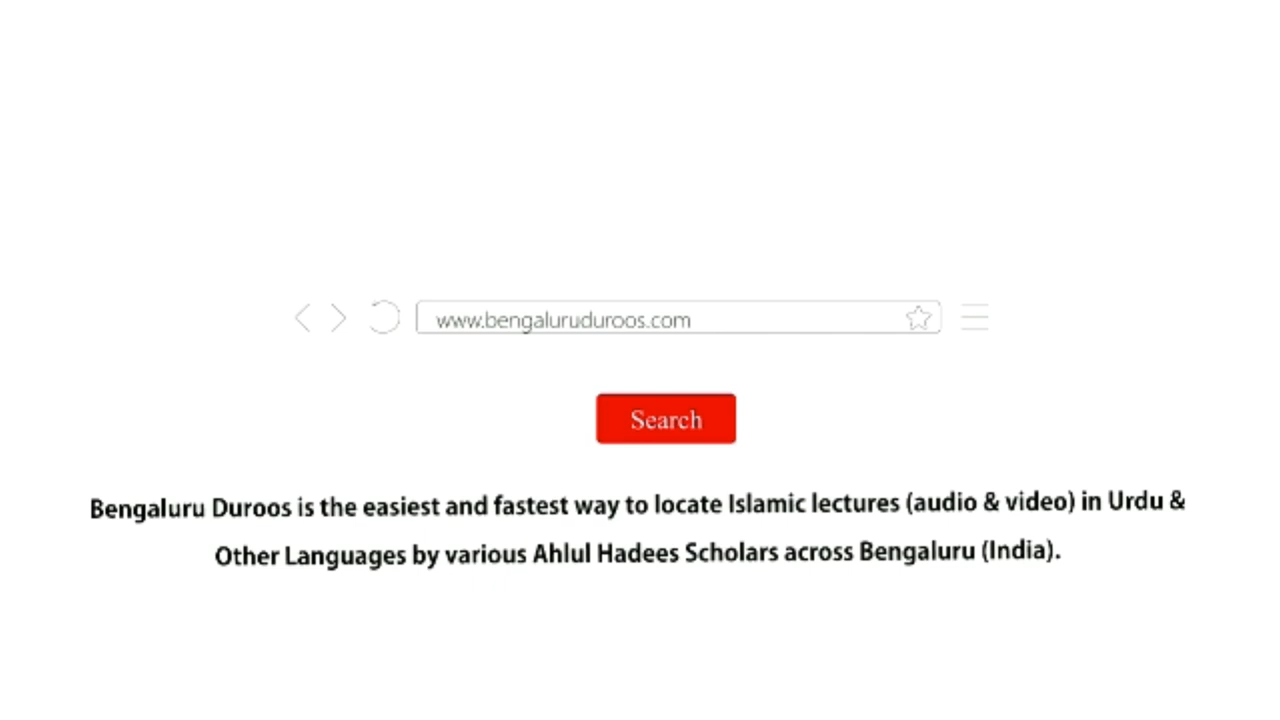 www.bengaluruduroos.com
Search
Bengaluru Duroos is the easiest and fastest way to locate Islamic lectures (audio & video) in Urdu &
Other Languages by various Ahlul Hadees Scholars across Bengaluru (India).